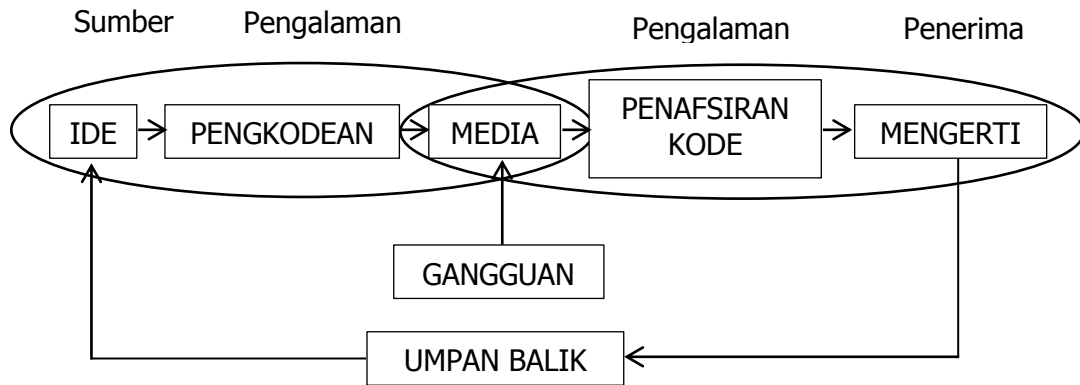 Sumber
Pengalaman
Pengalaman
Penerima
IDE
PENGKODEAN
MEDIA
PENAFSIRAN
KODE
MENGERTI
GANGGUAN
UMPAN BALIK